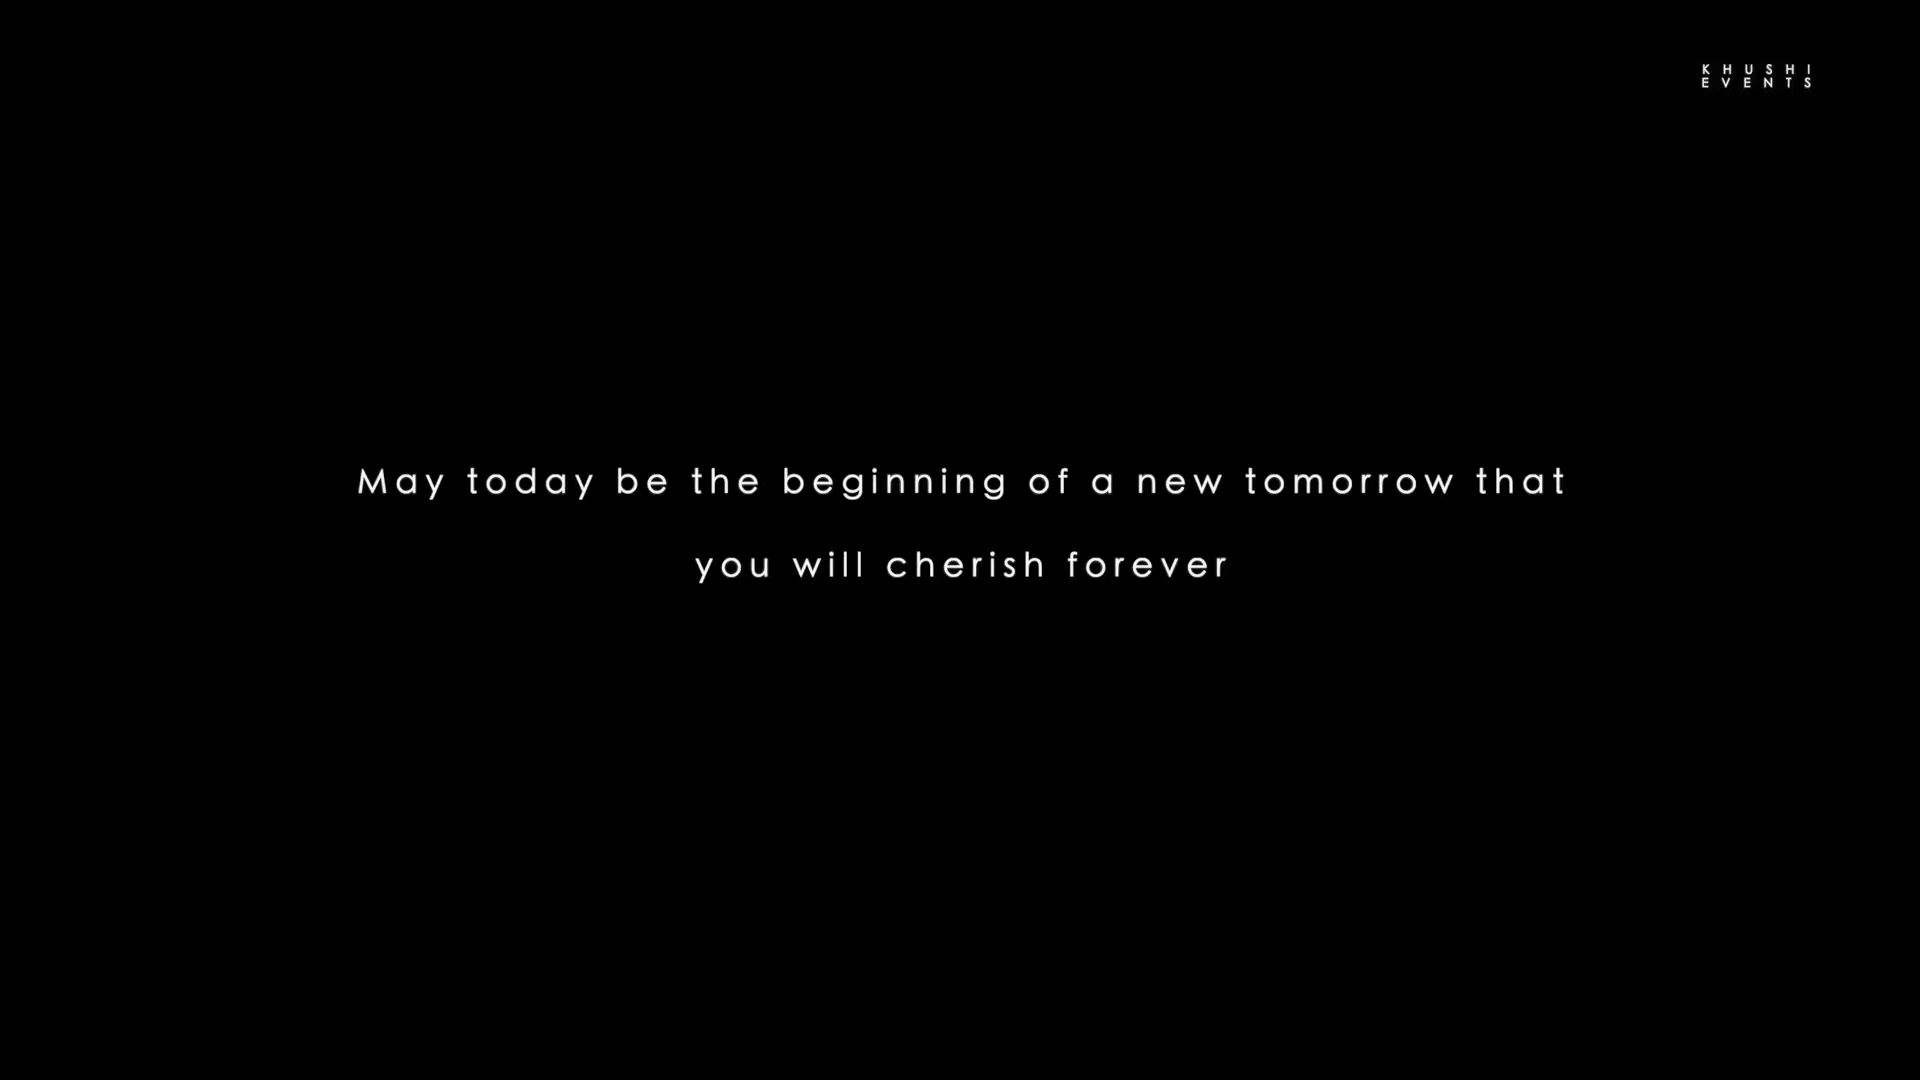 KHUSHI
EVENTS
May today be the beginning of a new tomorrow that
you will cherish forever